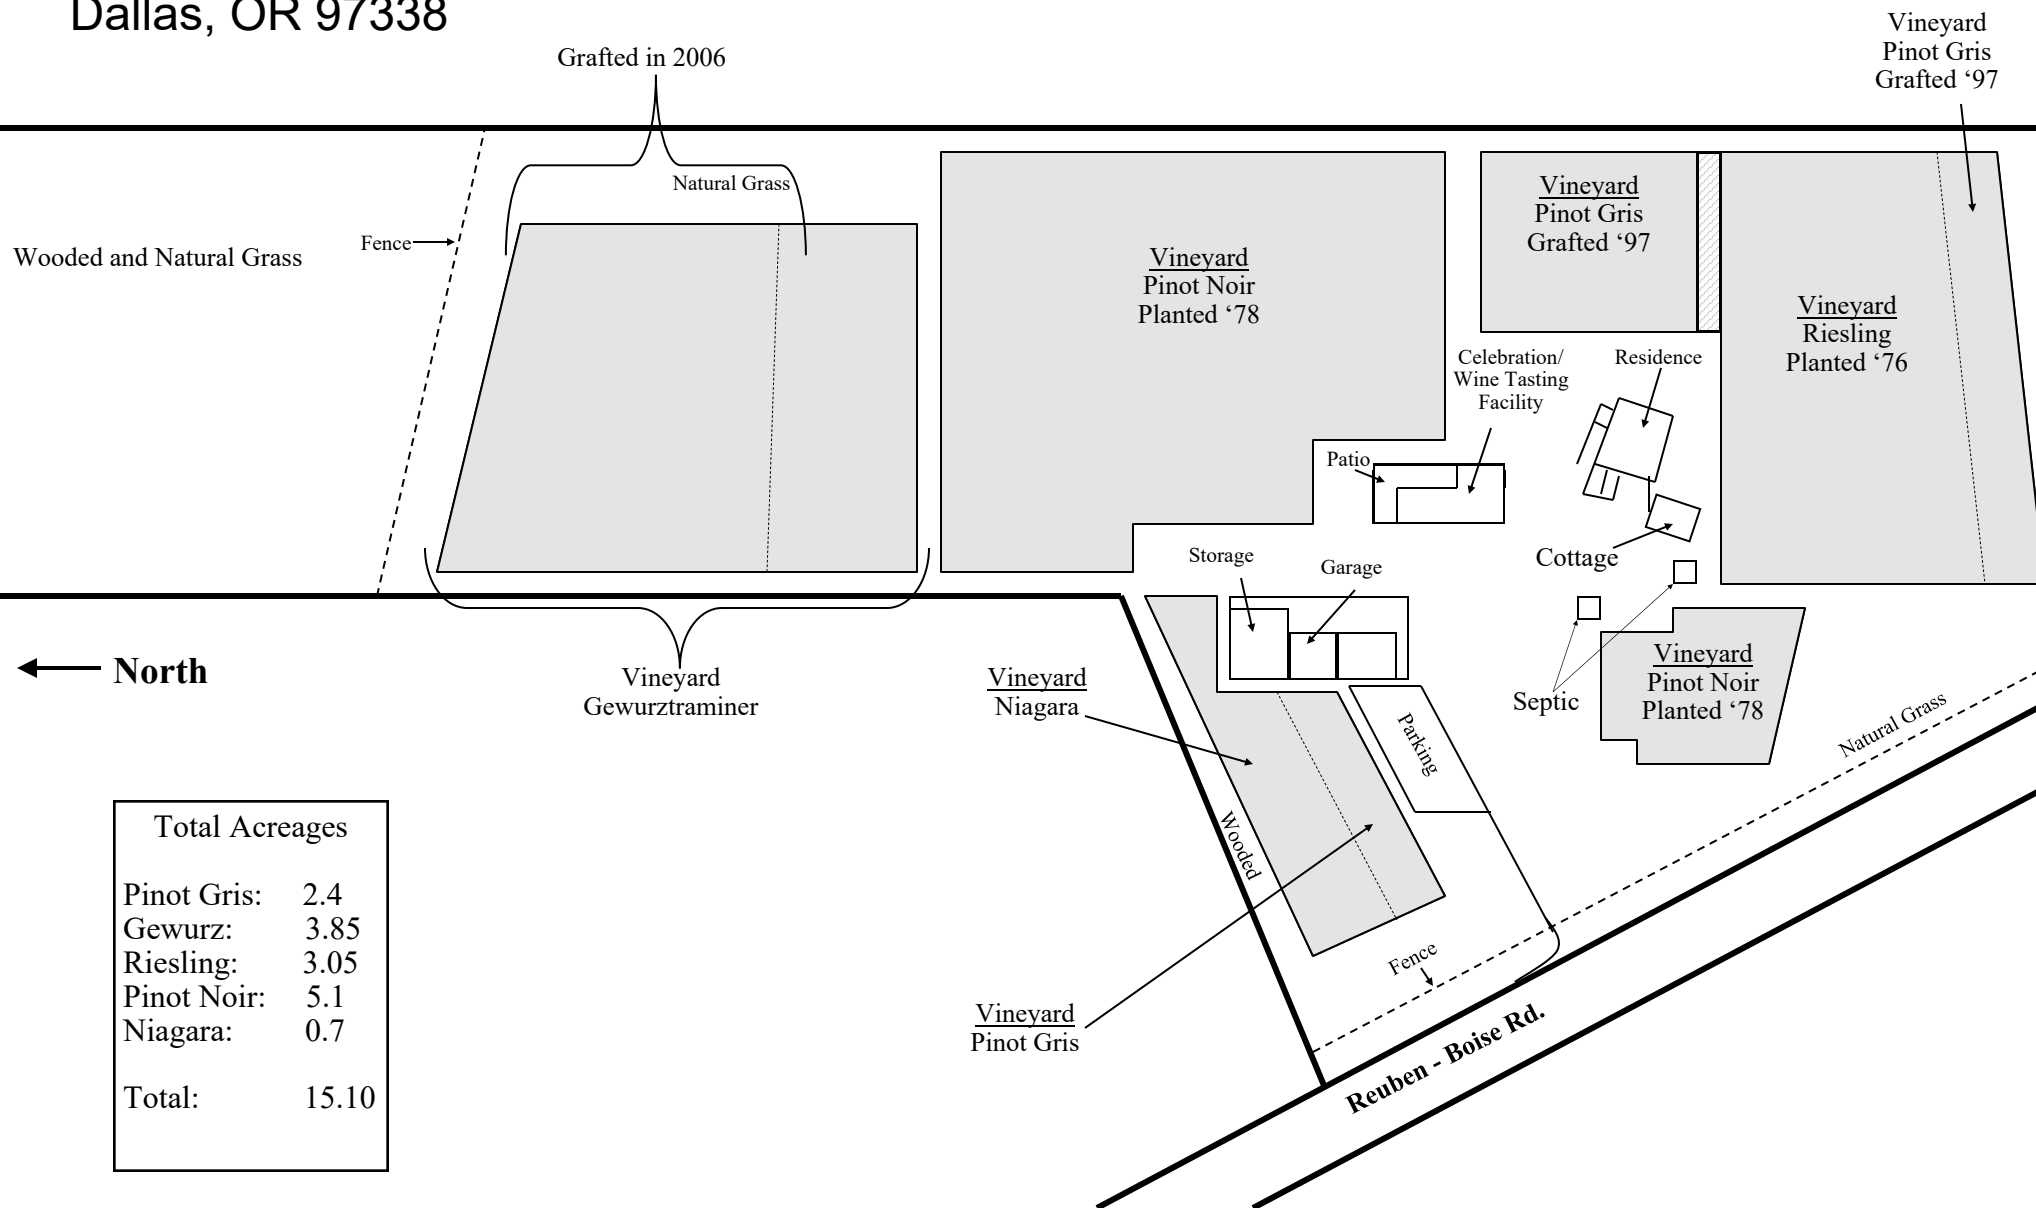 Dallas, OR 97338
Grafted in 2006
Vineyard
Pinot Gris
Grafted ‘97
Natural Grass
Fence
Wooded and Natural Grass
Vineyard
Pinot Noir
Planted ‘78
Vineyard
Pinot Gris
Grafted ‘97
Vineyard
Riesling
Planted ‘76
Celebration/
Wine Tasting
Facility
Residence
Patio
Storage
Garage
Cottage
North
Vineyard
Gewurztraminer
Vineyard
Niagara
Septic
Vineyard
Pinot Noir
Planted ‘78
Natural Grass
Parking
Wooded
Fence
Vineyard
Pinot Gris
Reuben - Boise Rd.
Total Acreages
Pinot Gris: 2.4
Gewurz: 3.85
Riesling: 3.05
Pinot Noir: 5.1
Niagara: 0.7
Total: 15.10